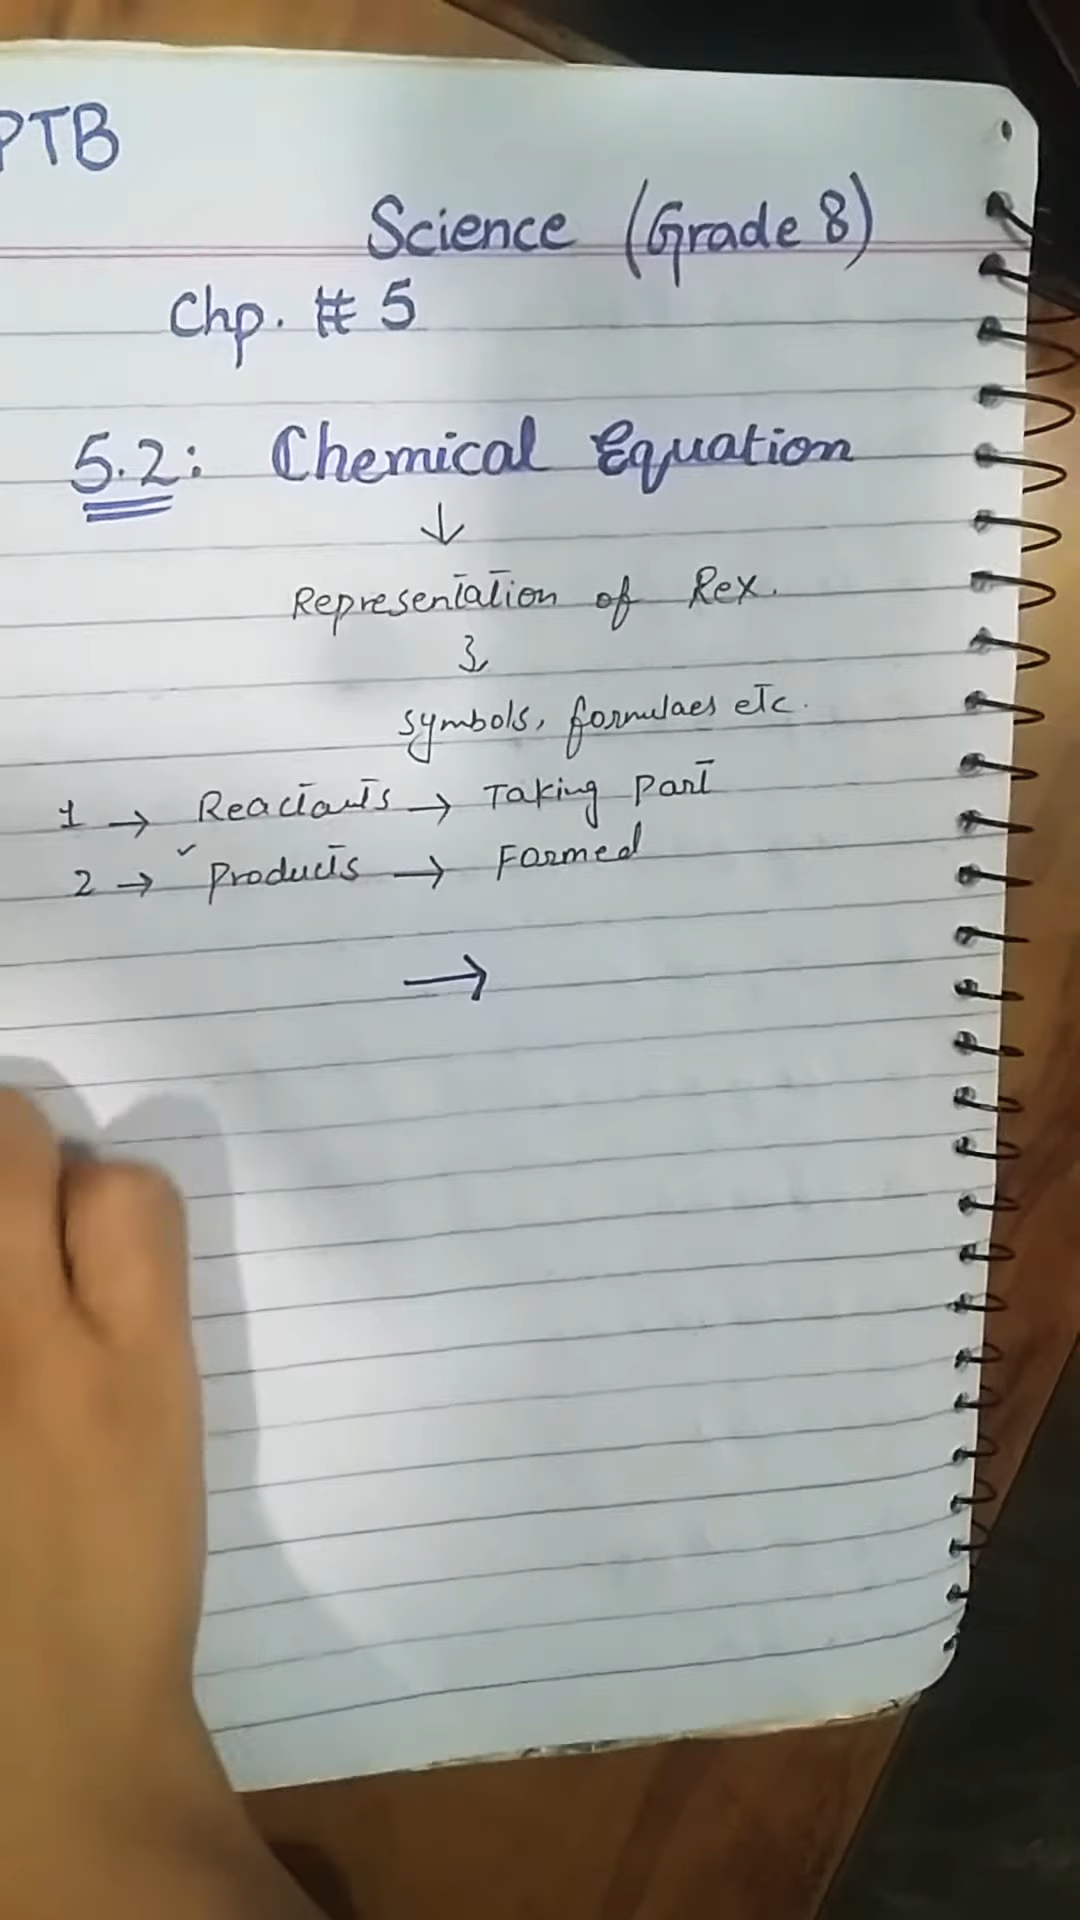 PTB
Science (Grade 8)
Chp. # 5
5.2: Chemical Equation
↓
Representation of Rex.
symbols, formulaes etc.
1 → Reactants → Taking Part
2 → Products → Formed
→